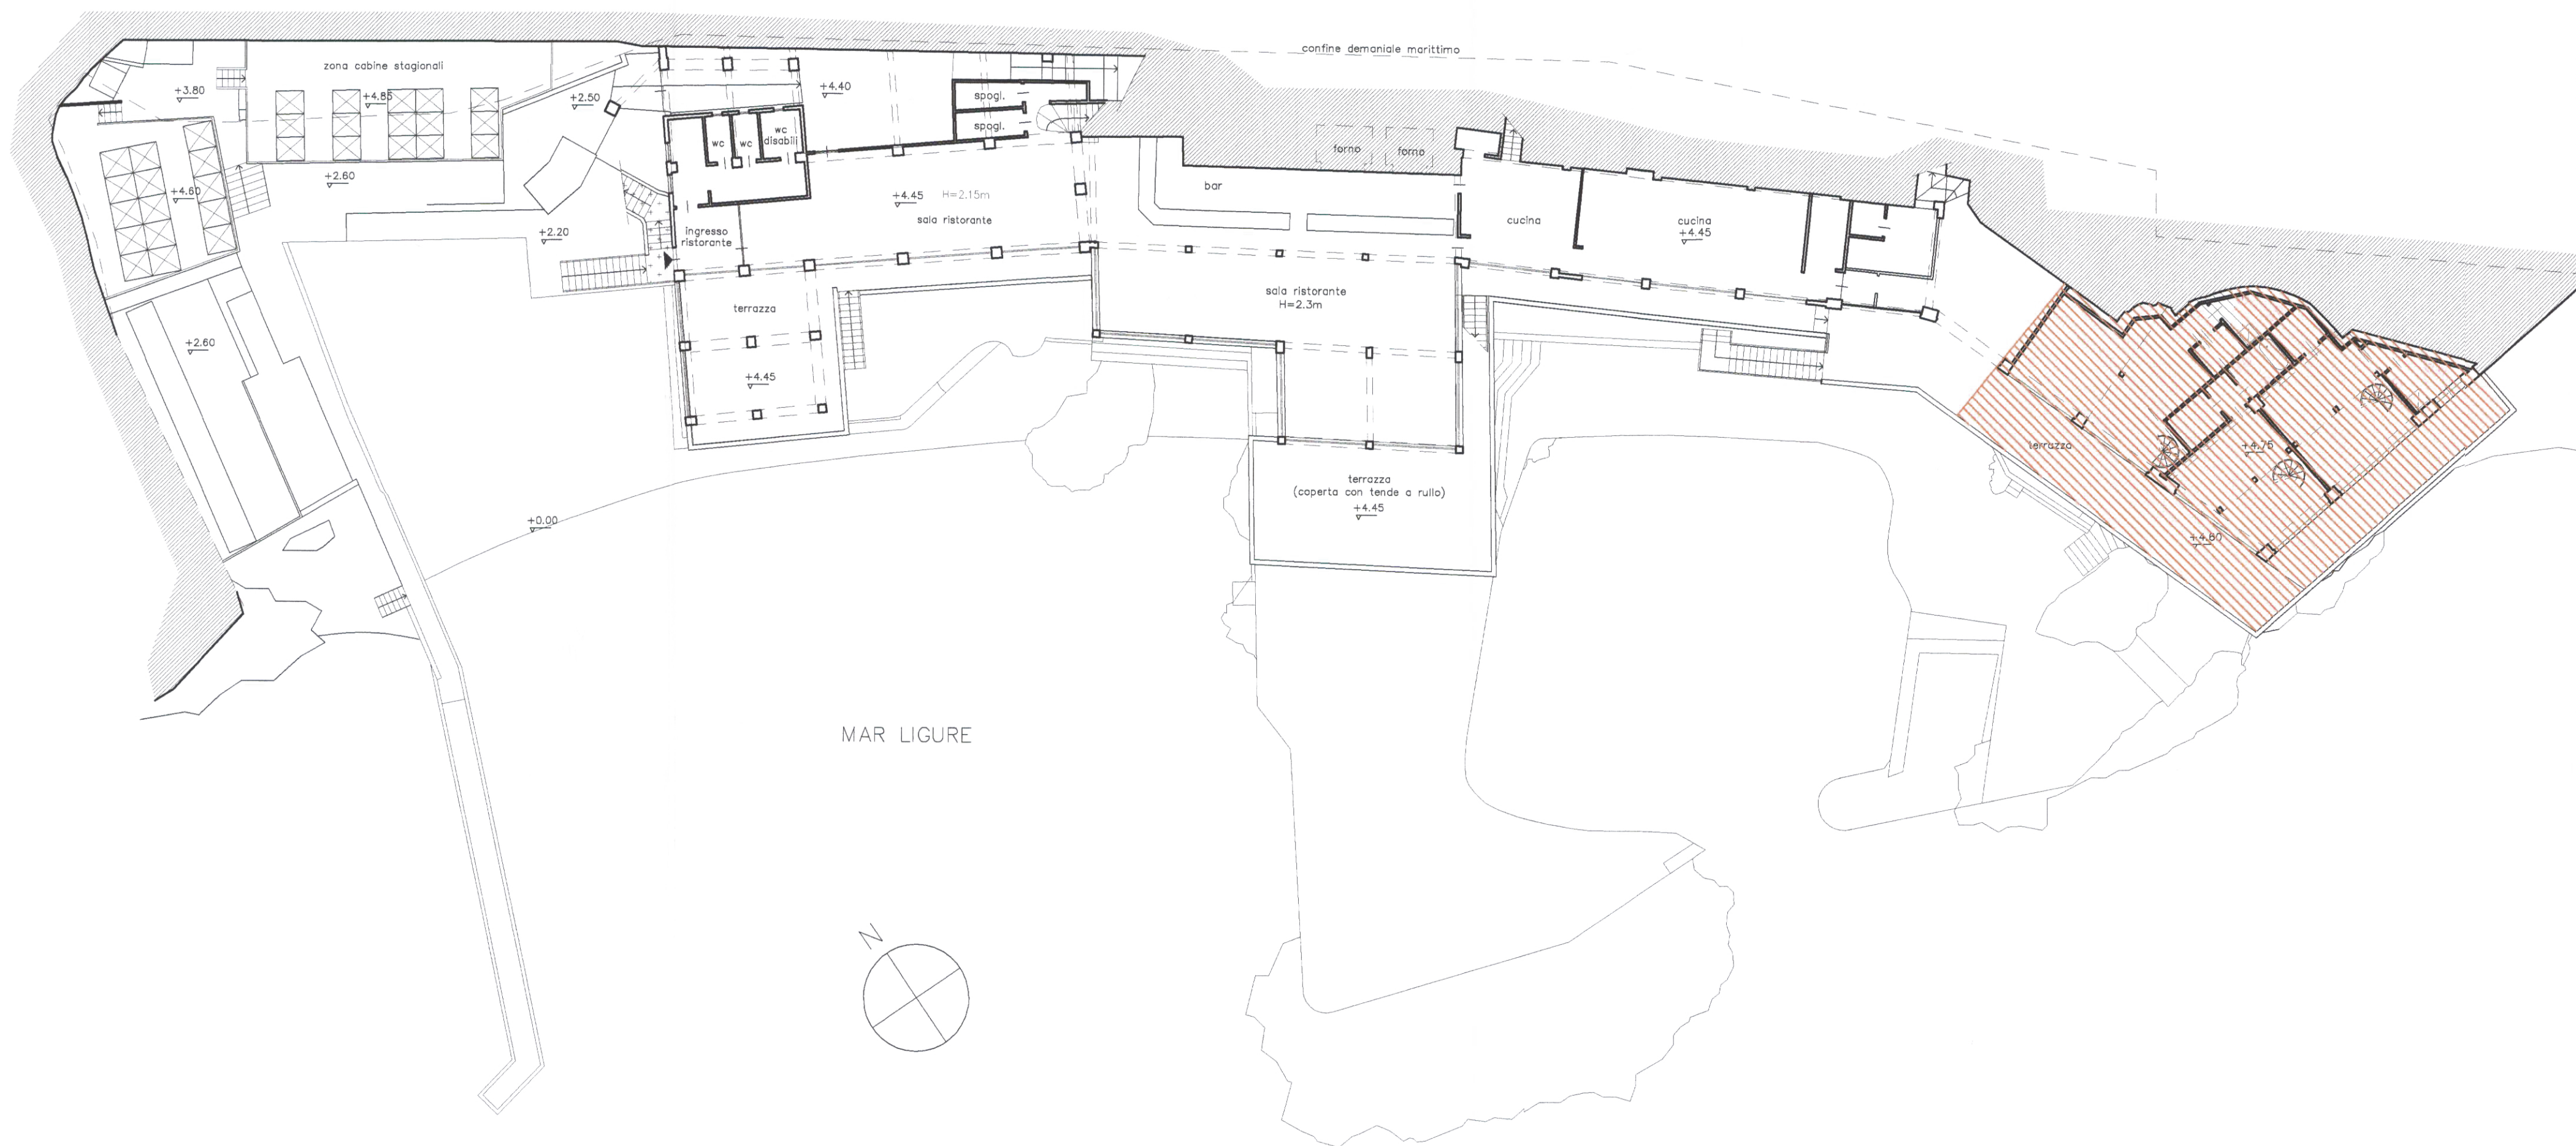 confine demaniale marittimo
zona cabine stagionali
+3.80
+4.85
+2.50
+4.40
spogl.
spogl.
wc
wc
wc
disabili
forno
forno
+2.60
+4.60
bar
+4.45 H=2.15m
sala ristorante
cucina
cucina
+4.45
+2.20
ingresso
ristorante
sala ristorante
H=2.3m
terrazza
+2.60
+4.45
terrazza
+4.75
terrazza
(coperta con tende a rullo)
+4.45
+0.00
+4.60
MAR LIGURE
N